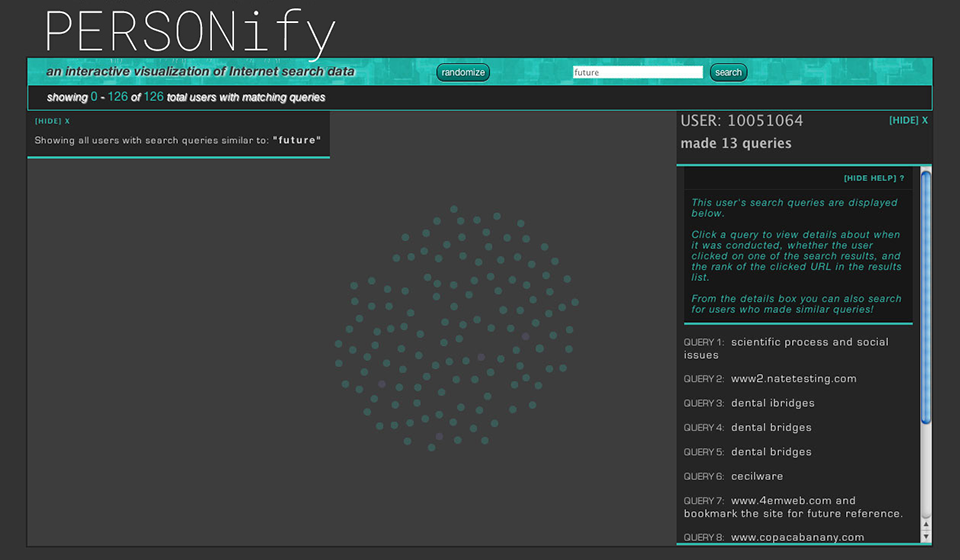 PERSONify
an interactive visualization of Internet search data
randomize
future
search
showing 0 - 126 of 126 total users with matching queries
[HIDE] X
Showing all users with search queries similar to: "future"
USER: 10051064
[HIDE] X
made 13 queries
[HIDE HELP] ?
This user's search queries are displayed
below.
Click a query to view details about when
it was conducted, whether the user
clicked on one of the search results, and
the rank of the clicked URL in the results
list.
From the details box you can also search
for users who made similar queries!
QUERY 1: scientific process and social
issues
QUERY 2: www2.natetesting.com
QUERY 3: dental ibridges
QUERY 4: dental bridges
QUERY 5: dental bridges
QUERY 6: cecilware
QUERY 7: www.4emweb.com and
bookmark the site for future reference.
QUERY 8: www.copacabanany.com